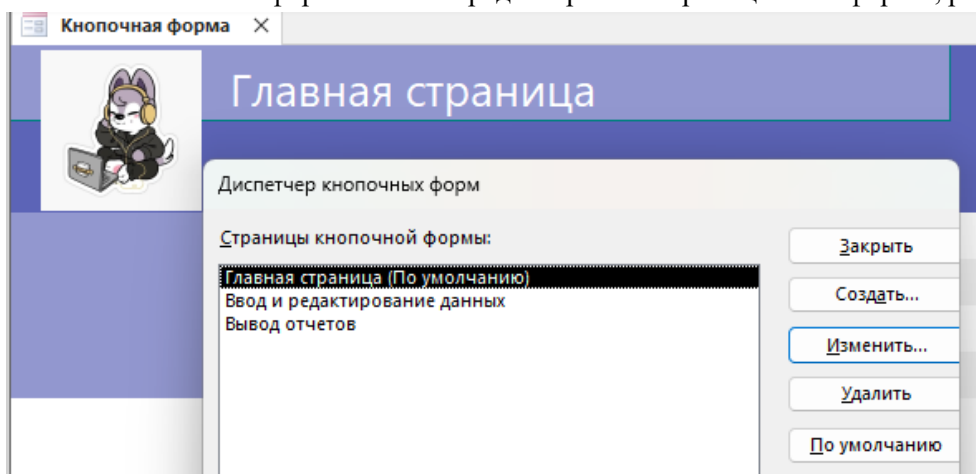 Кнопочная форма
Главная страница
Диспетчер кнопочных форм
Страницы кнопочной формы:
Закрыть
Главная страница (По умолчанию)
Ввод и редактирование данных
Создать...
Вывод отчетов
Изменить...
Удалить
По умолчанию